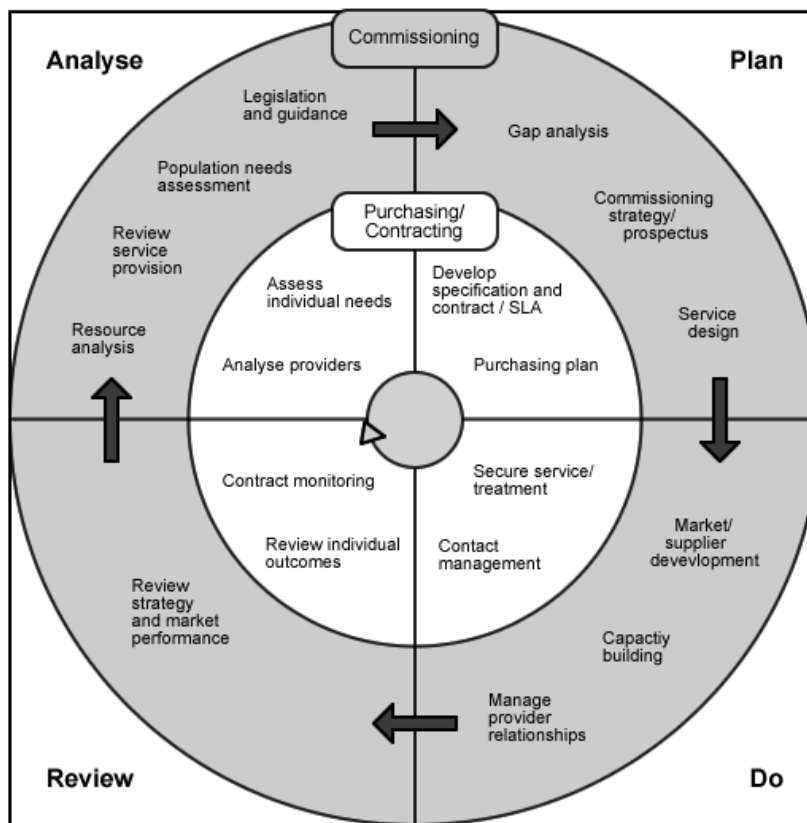 Analyse
Commissioning
Plan
Legislation
and guidance
Gap analysis
Population needs
assessment
Commissioning
strategy/
prospectus
Review
service
provision
Purchasing/
Contracting
Assess
individual needs
Develop
specification and
contract / SLA
Resource
analysis
Service
design
Analyse providers
Purchasing plan
Contract monitoring
Secure service/
treatment
Review individual
outcomes
Contact
management
Market/
supplier
devevlopment
Review
strategy
and market
performance
Capactiy
building
Manage
provider
relationships
Review
Do